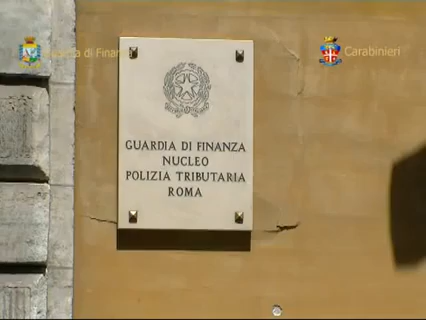 Guardia di Finanza
Carabinieri
GUARDIA DI FINANZA
NUCLEO
POLIZIA TRIBUTARIA
ROMA